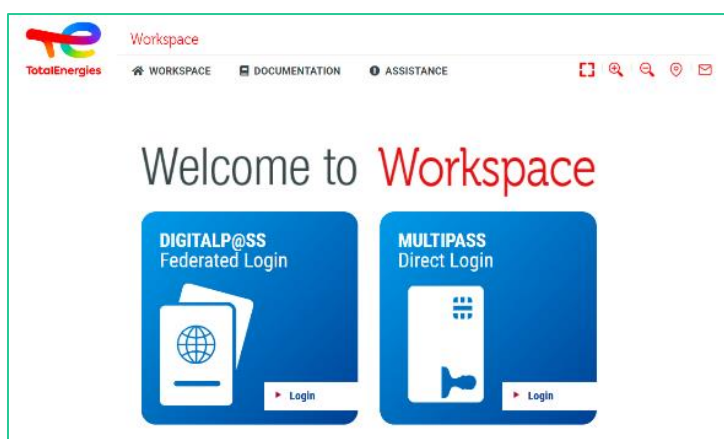 Workspace
TotalEnergies
WORKSPACE DOCUMENTATION ASSISTANCE
Welcome to Workspace
DIGITALP@SS
Federated Login
Login
MULTIPASS
Direct Login
Login